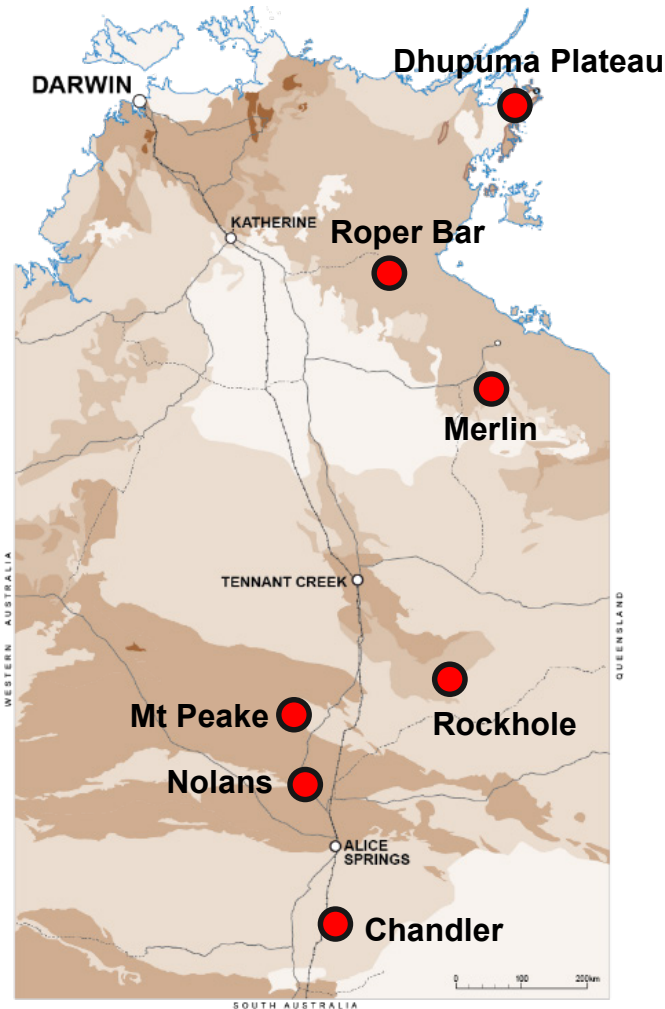 Dhupuma Plateau
DARWIN
KATHERINE
Roper Bar
Merlin
TENNANT CREEK
WESTERN AUSTRALIA
QUEENSLAND
Mt Peake
Rockhole
Nolans
ALICE
SPRINGS
Chandler
0 100 200km
SOUTH AUSTRALIA